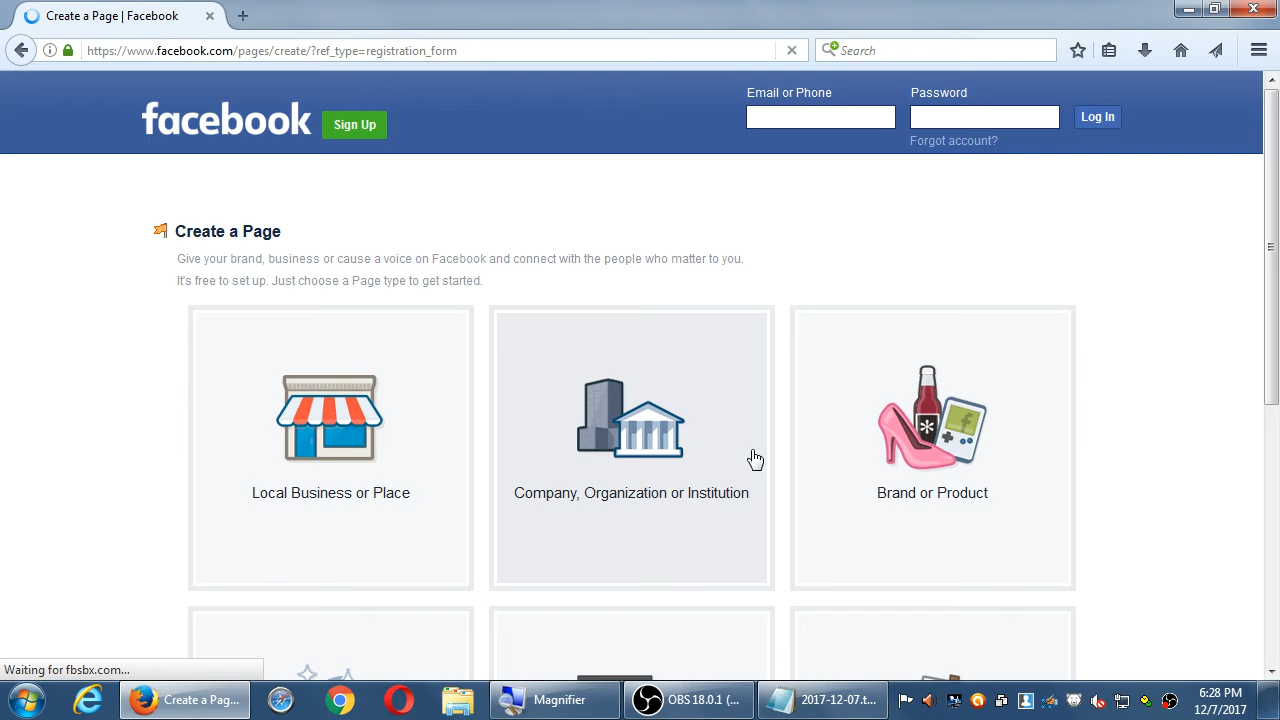 Create a Page | Facebook
https://www.facebook.com/pages/create/?ref_type=registration_form
Search
Email or Phone
Password
facebook
Sign Up
Log In
Forgot account?
Create a Page
Give your brand, business or cause a voice on Facebook and connect with the people who matter to you.
It's free to set up. Just choose a Page type to get started.
Local Business or Place
Company, Organization or Institution
Brand or Product
Waiting for fbsbx.com...
Create a Pag...
Magnifier
OBS 18.0.1 (...
2017-12-07.t...
6:28 PM
12/7/2017